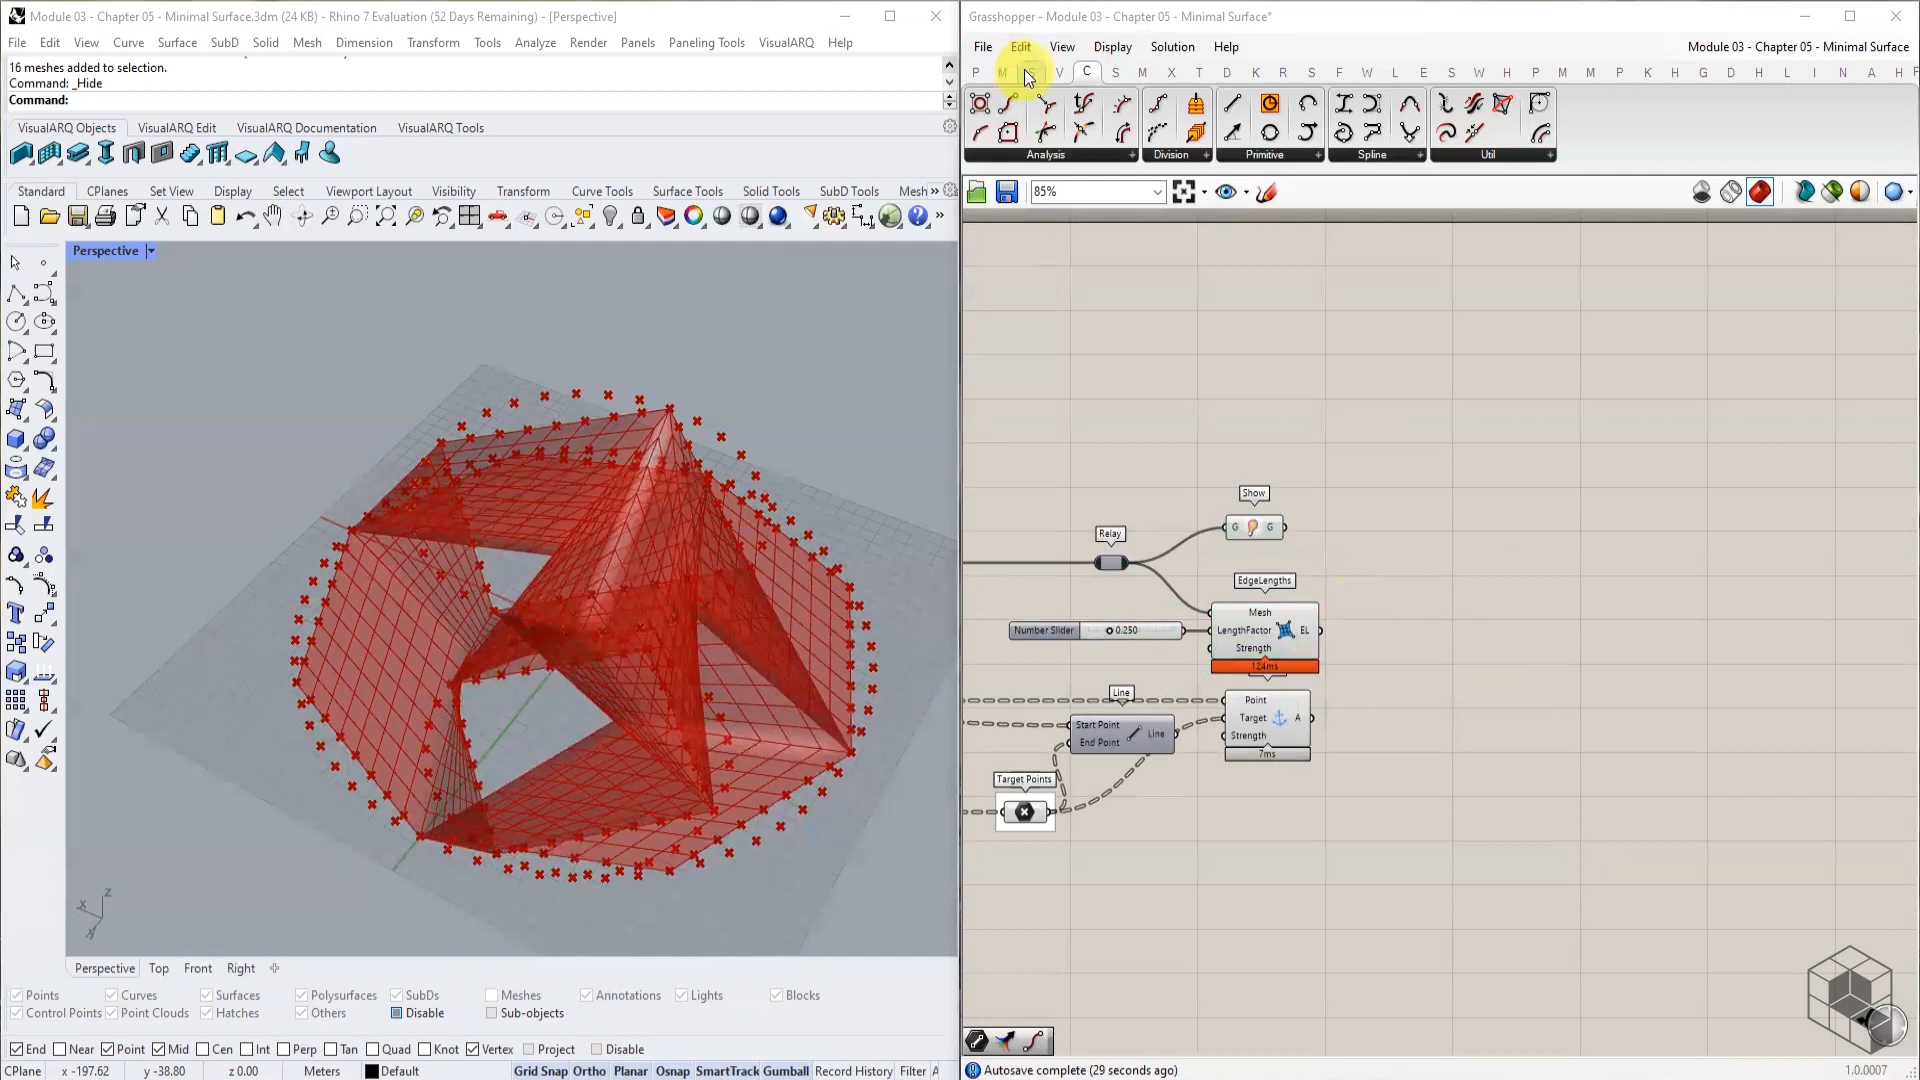 Module 03 - Chapter 05 - Minimal Surface.3dm (24 KB) - Rhino 7 Evaluation (52 Days Remaining) - [Perspective]
File Edit View Curve Surface SubD Solid Mesh Dimension Transform Tools Analyze Render Panels Paneling Tools VisualARQ Help
16 meshes added to selection.
Command: _Hide
Command:
VisualARQ Objects VisualARQ Edit VisualARQ Documentation VisualARQ Tools
Standard CPlanes Set View Display Select Viewport Layout Visibility Transform Curve Tools Surface Tools Solid Tools SubD Tools Mesh »
Perspective
z
x
y
Perspective Top Front Right
Points Curves Surfaces Polysurfaces SubDs Meshes Annotations Lights Blocks
Control Points Point Clouds Hatches Others Disable Sub-objects
End Near Point Mid Cen Int Perp Tan Quad Knot Vertex Project Disable
CPlane x -197.62 y -38.80 z 0.00 Meters Default Grid Snap Ortho Planar Osnap SmartTrack Gumball Record History Filter A
Grasshopper - Module 03 - Chapter 05 - Minimal Surface*
File Edit View Display Solution Help Module 03 - Chapter 05 - Minimal Surface
P M S V C S M X T D K R S F W L E S W H P M M P K H G D L I N A H F
Analysis Division Primitive Spline Util
85%
Show
G G
Relay
EdgeLengths
Mesh
Number Slider 0.250 LengthFactor EL
Strength
124ms
Line
Point
Start Point Line Target A
End Point Strength
7ms
Target Points
Autosave complete (29 seconds ago) 1.0.0007